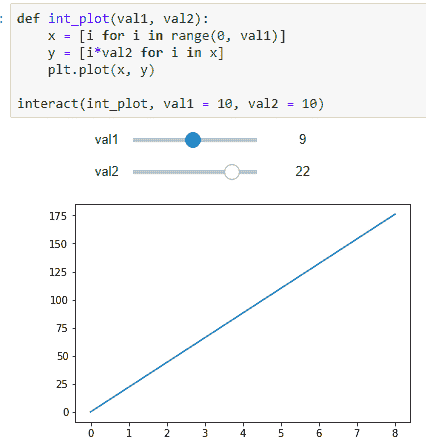 : def int_plot(val1, val2):
    x = [i for i in range(0, val1)]
    y = [i*val2 for i in x]
    plt.plot(x, y)

interact(int_plot, val1 = 10, val2 = 10)
val1 9
val2 22
175
150
125
100
75
50
25
0
0 1 2 3 4 5 6 7 8